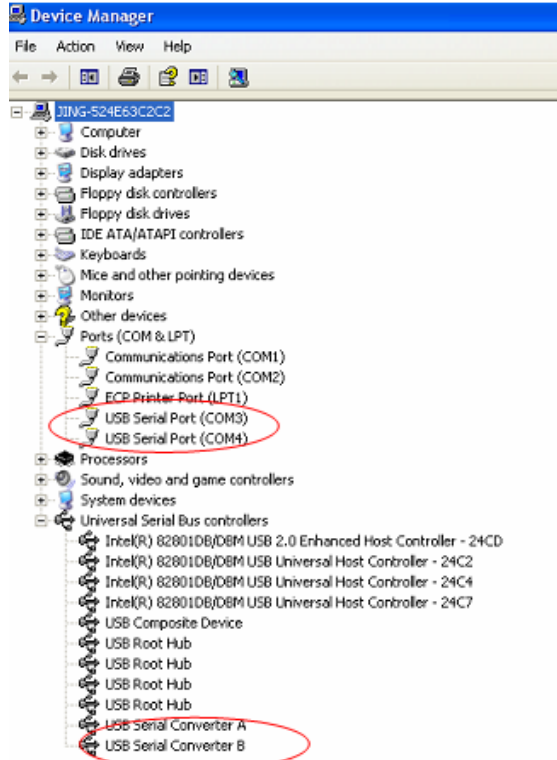 Device Manager
File Action View Help
JING-524E63C2C2
Computer
Disk drives
Display adapters
Floppy disk controllers
Floppy disk drives
IDE ATA/ATAPI controllers
Keyboards
Mice and other pointing devices
Monitors
Other devices
Ports (COM & LPT)
Communications Port (COM1)
Communications Port (COM2)
ECP Printer Port (LPT1)
USB Serial Port (COM3)
USB Serial Port (COM4)
Processors
Sound, video and game controllers
System devices
Universal Serial Bus controllers
Intel(R) 82801DB/DBM USB 2.0 Enhanced Host Controller - 24CD
Intel(R) 82801DB/DBM USB Universal Host Controller - 24C2
Intel(R) 82801DB/DBM USB Universal Host Controller - 24C4
Intel(R) 82801DB/DBM USB Universal Host Controller - 24C7
USB Composite Device
USB Root Hub
USB Root Hub
USB Root Hub
USB Root Hub
USB Serial Converter A
USB Serial Converter B